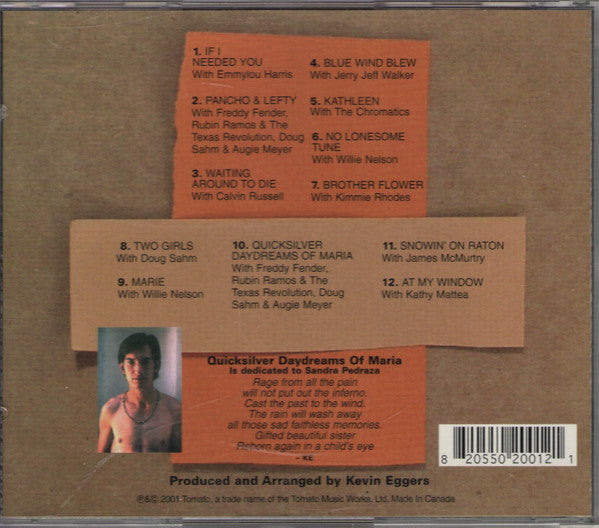 1. IF I
NEEDED YOU
With Emmylou Harris
2. PANCHO & LEFTY
With Freddy Fender,
Rubin Ramos & The
Texas Revolution, Doug
Sahm & Augie Meyer
3. WAITING
AROUND TO DIE
With Calvin Russell
4. BLUE WIND BLEW
With Jerry Jeff Walker
5. KATHLEEN
With The Chromatics
6. NO LONESOME
TUNE
With Willie Nelson
7. BROTHER FLOWER
With Kimmie Rhodes
8. TWO GIRLS
With Doug Sahm
9. MARIE
With Willie Nelson
10. QUICKSILVER
DAYDREAMS OF MARIA
With Freddy Fender,
Rubin Ramos & The
Texas Revolution, Doug
Sahm & Augie Meyer
11. SNOWIN' ON RATON
With James McMurtry
12. AT MY WINDOW
With Kathy Mattea
Quicksilver Daydreams Of Maria
is dedicated to Sandra Pedraza
Rage from all the pain
will not put out the inferno.
Cast the past to the wind.
The rain will wash away
all those sad faithless memories.
Gifted beautiful sister
Reborn again in a child's eye
- KE
Produced and Arranged by Kevin Eggers
℗&© 2001 Tomato, a trade name of the Tomato Music Works, Ltd. Made In Canada
8 20550 20012 1